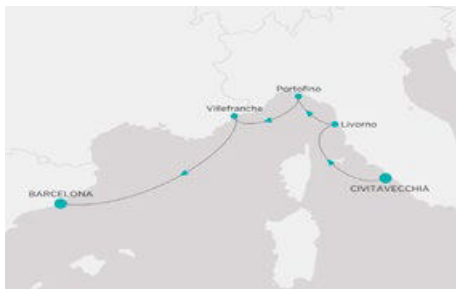 Portofino
Villefranche
Livorno
BARCELONA
CIVITAVECCHIA